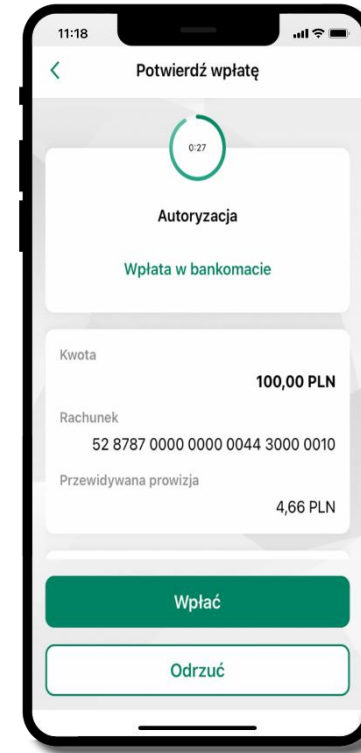 11:18
Potwierdź wpłatę
0:27
Autoryzacja
Wpłata w bankomacie
Kwota
100,00 PLN
Rachunek
52 8787 0000 0000 0044 3000 0010
Przewidywana prowizja
4,66 PLN
Wpłać
Odrzuć